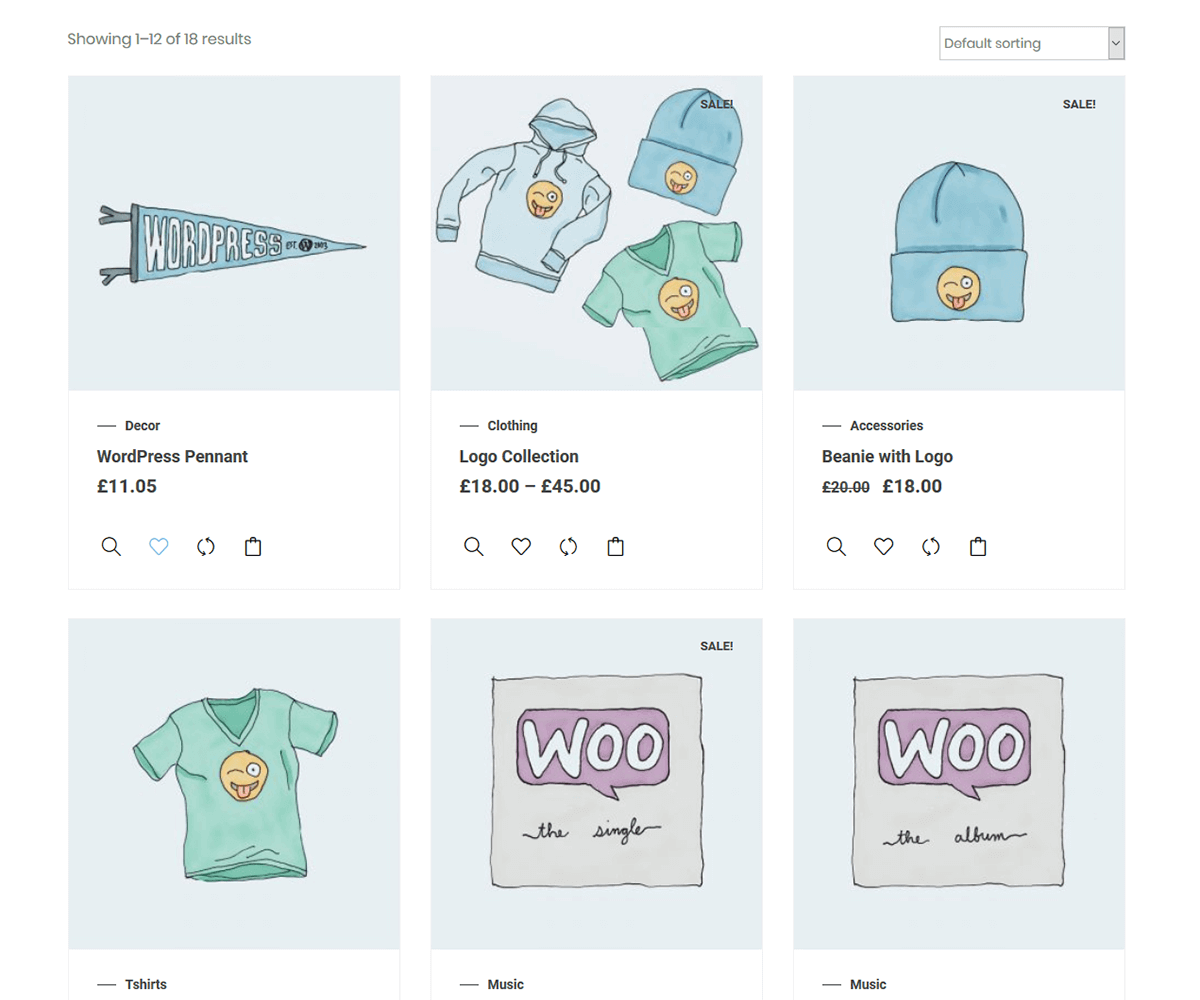 Showing 1–12 of 18 results
Default sorting
WORDPRESS EST. W 2003
SALE!
SALE!
Decor
WordPress Pennant
£11.05
Clothing
Logo Collection
£18.00 – £45.00
Accessories
Beanie with Logo
£20.00 £18.00
SALE!
WOO
the single
WOO
the album
Tshirts
Music
Music